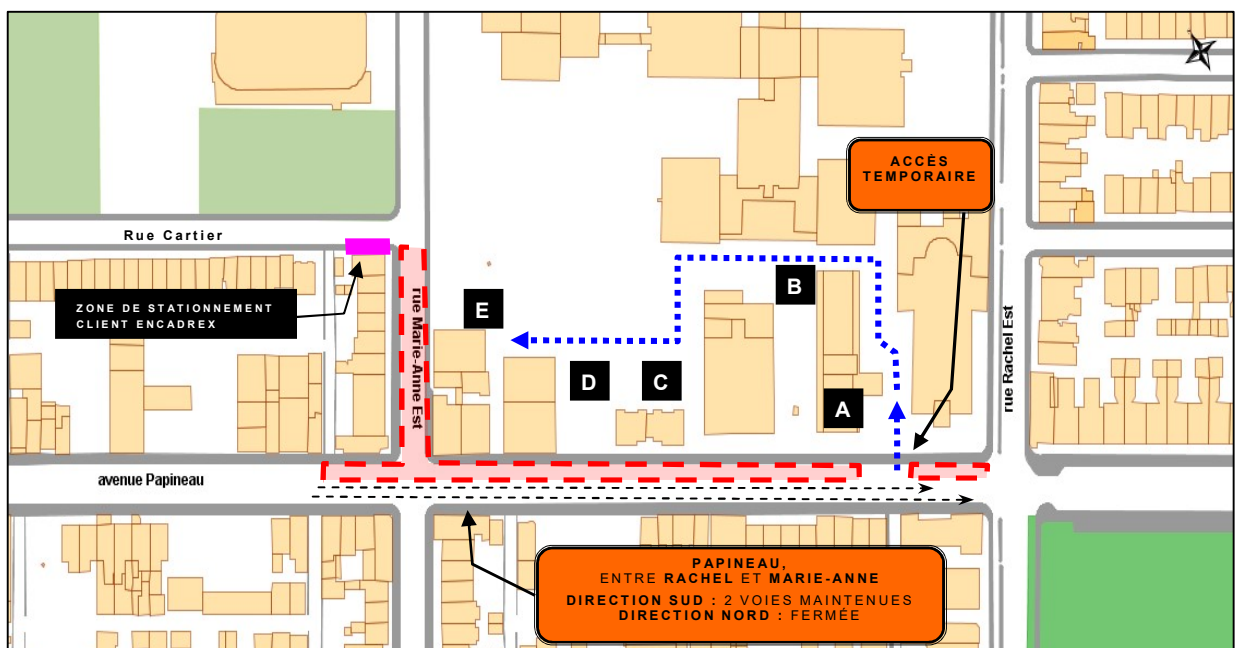 ACCÈS
TEMPORAIRE
Rue Cartier
ZONE DE STATIONNEMENT
CLIENT ENCADREX
rue Marie-Anne Est
E
B
D
C
A
rue Rachel Est
avenue Papineau
PAPINEAU,
ENTRE RACHEL ET MARIE-ANNE
DIRECTION SUD : 2 VOIES MAINTENUES
DIRECTION NORD : FERMÉE